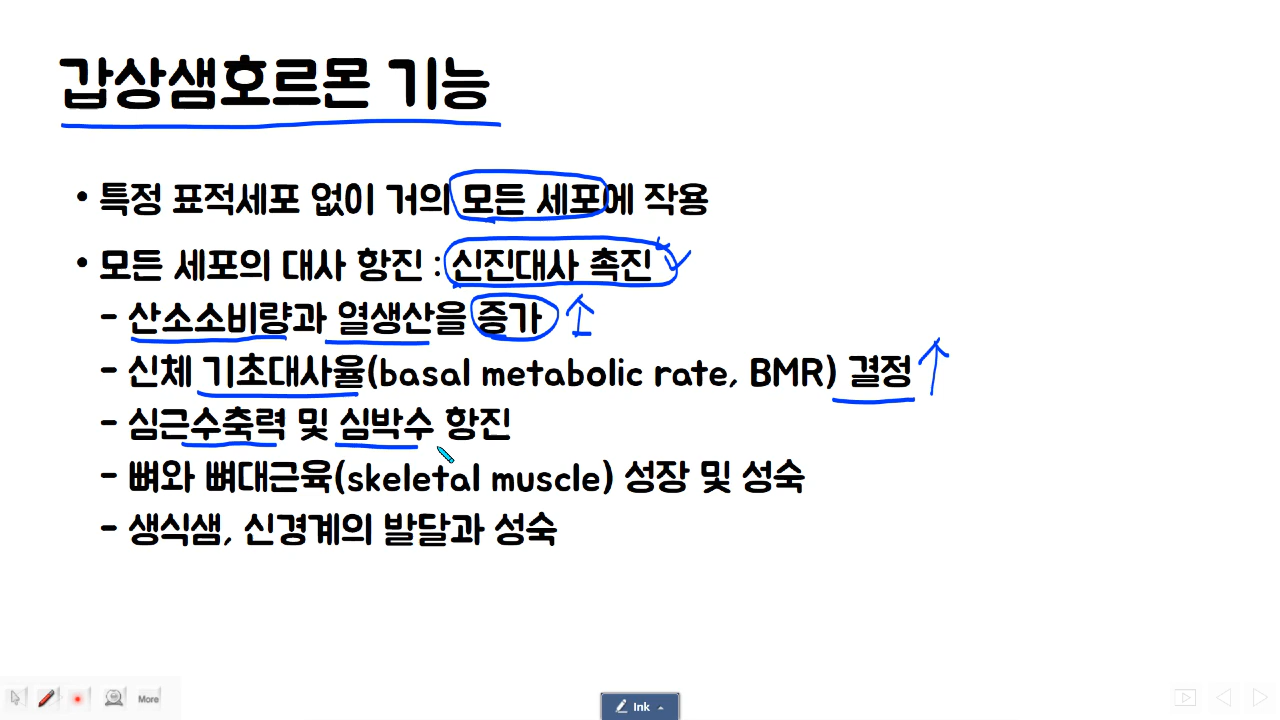 갑상샘호르몬 기능
• 특정 표적세포 없이 거의 모든 세포에 작용
• 모든 세포의 대사 항진 : 신진대사 촉진
- 산소소비량과 열생산을 증가
- 신체 기초대사율(basal metabolic rate, BMR) 결정
- 심근수축력 및 심박수 항진
- 뼈와 뼈대근육(skeletal muscle) 성장 및 성숙
- 생식샘, 신경계의 발달과 성숙
More
Ink